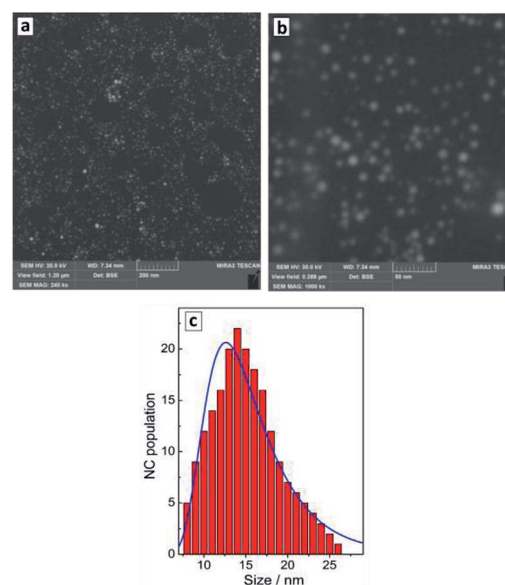 a
SEM HV: 30.0 kV WD: 7.34 mm MIRA3 TESCAN
View field: 1.20 μm Det: BSE 200 nm
SEM MAG: 240 kx
b
SEM HV: 30.0 kV WD: 7.34 mm MIRA3 TESC
View field: 0.288 μm Det: BSE 50 nm
SEM MAG: 1000 kx
c
NC population
20
15
10
5
0
10 15 20 25
Size / nm